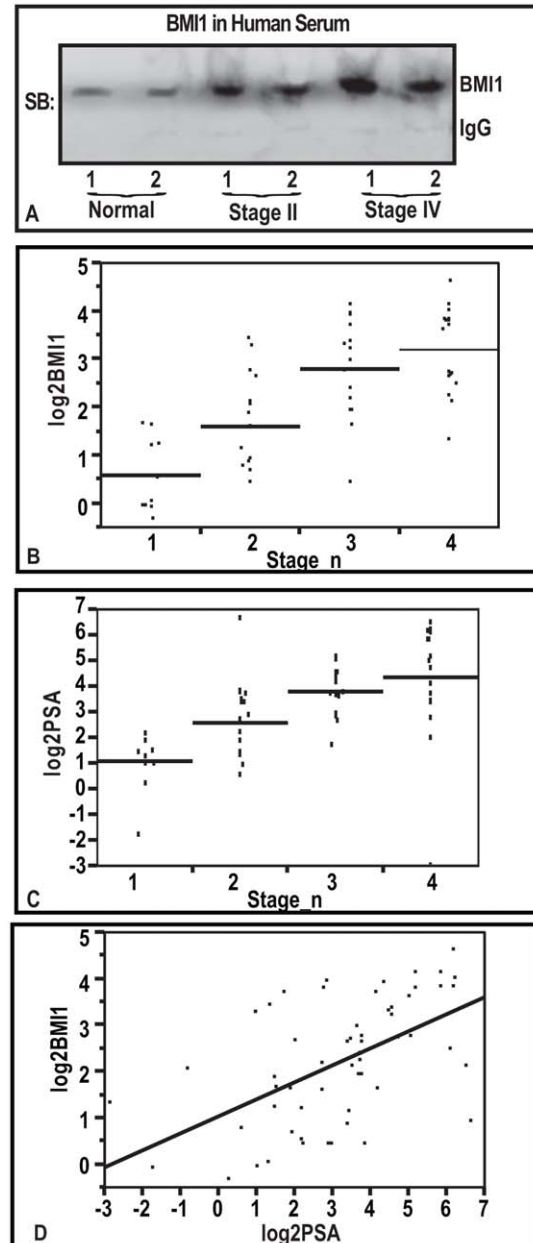 BMI1 in Human Serum
SB:
BMI1
IgG
1 2 1 2 1 2
Normal Stage II Stage IV
A
5
4
3
2
1
0
log2BMI1
1 2 3 4
Stage_n
B
7
6
5
4
3
2
1
0
-1
-2
-3
log2PSA
1 2 3 4
Stage_n
C
5
4
3
2
1
0
log2BMI1
-3 -2 -1 0 1 2 3 4 5 6 7
log2PSA
D